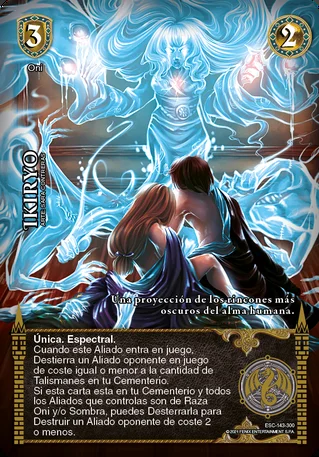 3
2
Oni
IKIRYO
Una proyección de los rincones más
oscuros del alma humana.
Única. Espectral.
Cuando este Aliado entra en juego,
Destierra un Aliado oponente en juego
de coste igual o menor a la cantidad de
Talismanes en tu Cementerio.
Si esta carta esta en tu Cementerio y todos
los Aliados que controlas son de Raza
Oni y/o Sombra, puedes Desterrarla para
Destruir un Aliado oponente de coste 2
o menos.
ESC-143-300
© 2021 FENIX ENTERTAINMENT S.P.A.